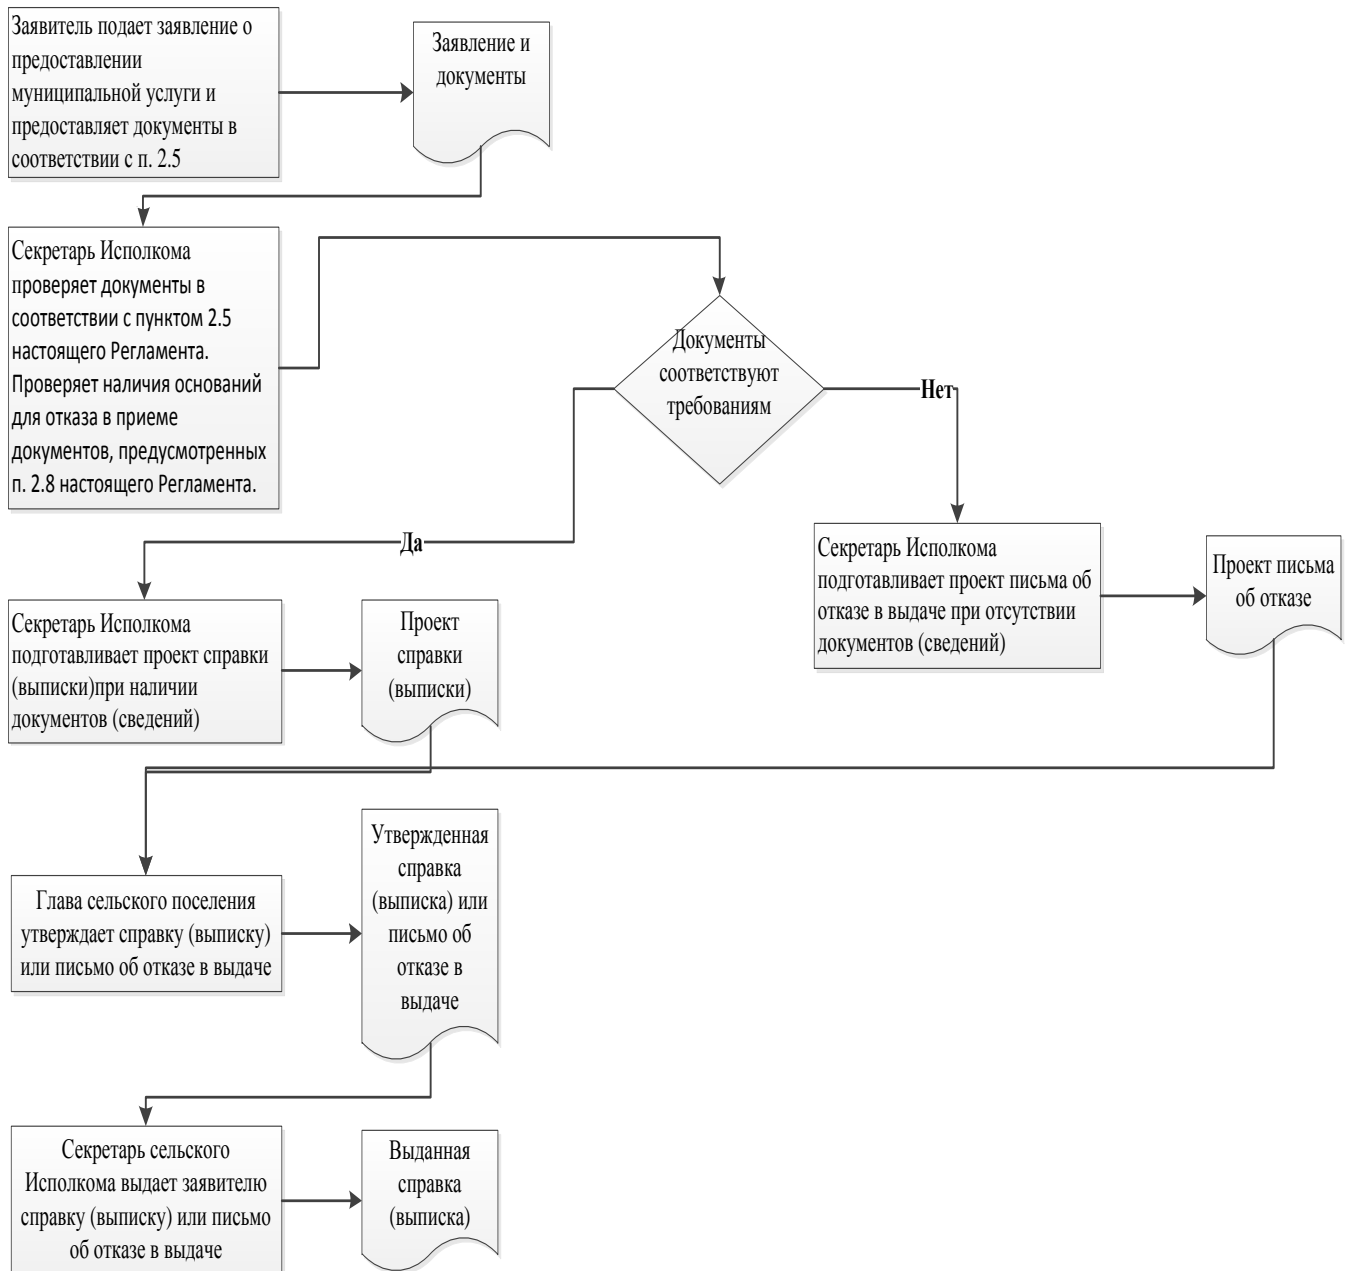 Заявитель подает заявление о
предоставлении
муниципальной услуги и
предоставляет документы в
соответствии с п. 2.5
Заявление и
документы
Секретарь Исполкома
проверяет документы в
соответствии с пунктом 2.5
настоящего Регламента.
Проверяет наличия оснований
для отказа в приеме
документов, предусмотренных
п. 2.8 настоящего Регламента.
Документы
соответствуют
требованиям
Нет
Да
Секретарь Исполкома
подготавливает проект письма об
отказе в выдаче при отсутствии
документов (сведений)
Проект письма
об отказе
Секретарь Исполкома
подготавливает проект справки
(выписки)при наличии
документов (сведений)
Проект
справки
(выписки)
Глава сельского поселения
утверждает справку (выписку)
или письмо об отказе в выдаче
Утвержденная
справка
(выписка) или
письмо об
отказе в
выдаче
Секретарь сельского
Исполкома выдает заявителю
справку (выписку) или письмо
об отказе в выдаче
Выданная
справка
(выписка)